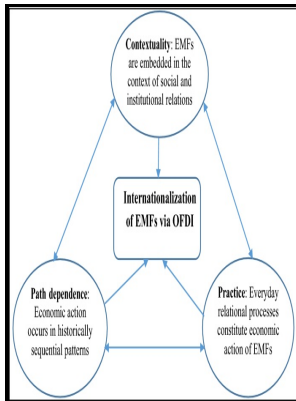 Contextuality: EMFs
are embedded in the
context of social and
institutional relations
Internationalization
of EMFs via OFDI
Path dependence:
Economic action
occurs in historically
sequential patterns
Practice: Everyday
relational processes
constitute economic
action of EMFs